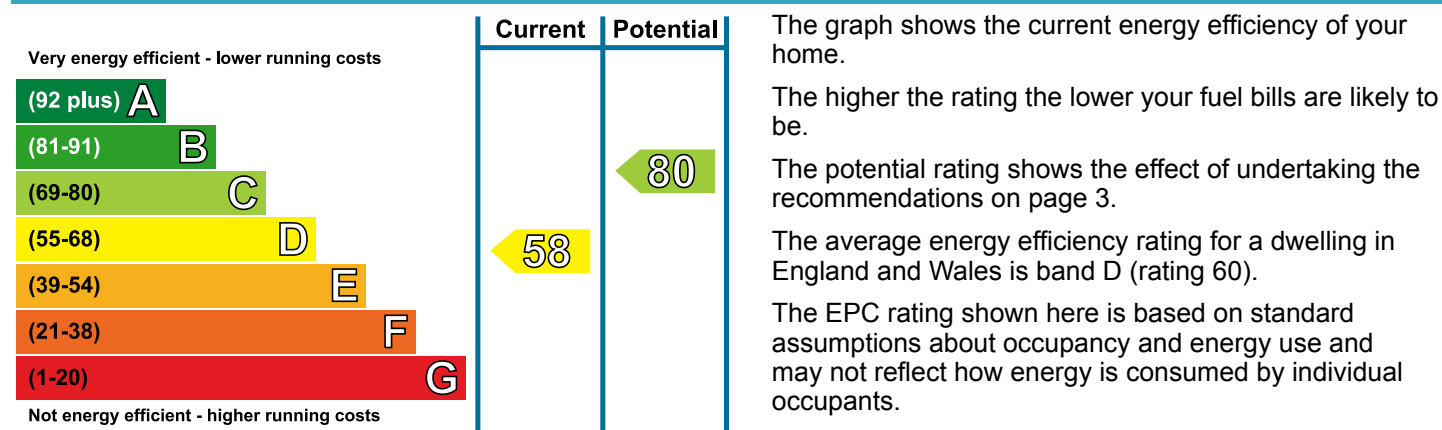 Current Potential
Very energy efficient - lower running costs
(92 plus) A
(81-91) B
(69-80) C
(55-68) D
(39-54) E
(21-38) F
(1-20) G
Not energy efficient - higher running costs
58
80
The graph shows the current energy efficiency of your
home.
The higher the rating the lower your fuel bills are likely to
be.
The potential rating shows the effect of undertaking the
recommendations on page 3.
The average energy efficiency rating for a dwelling in
England and Wales is band D (rating 60).
The EPC rating shown here is based on standard
assumptions about occupancy and energy use and
may not reflect how energy is consumed by individual
occupants.